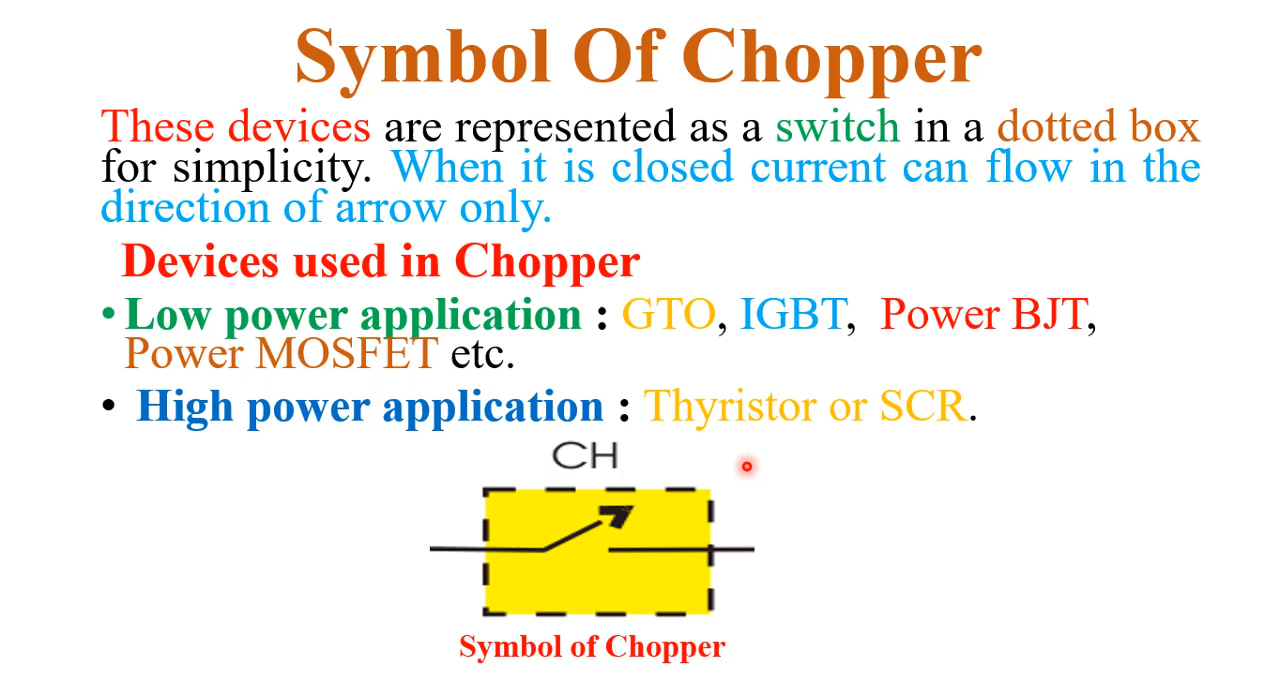 Symbol Of Chopper
These devices are represented as a switch in a dotted box
for simplicity. When it is closed current can flow in the
direction of arrow only.
Devices used in Chopper
• Low power application : GTO, IGBT, Power BJT,
Power MOSFET etc.
• High power application : Thyristor or SCR.
CH
Symbol of Chopper